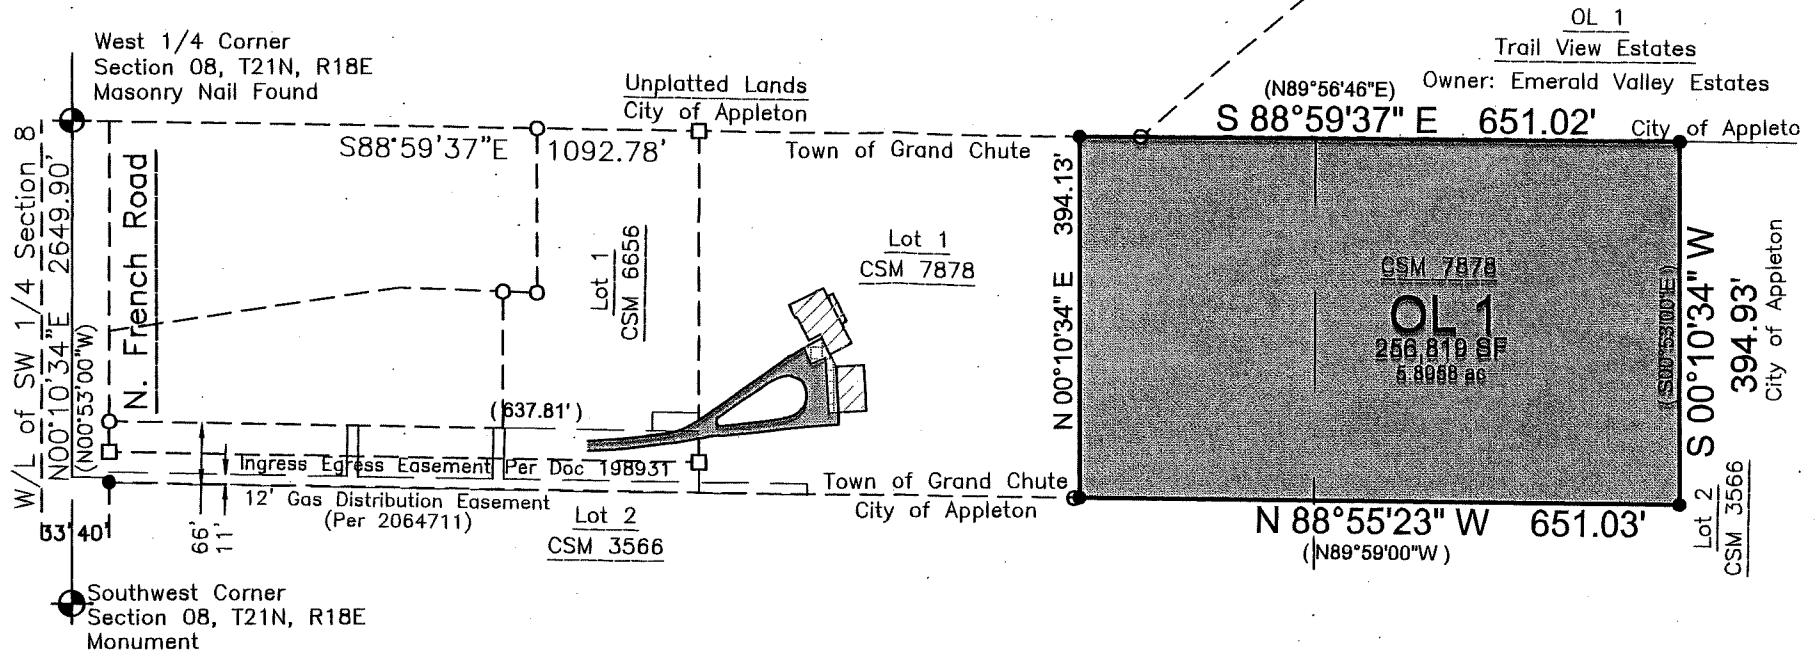 West 1/4 Corner
Section 08, T21N, R18E
Masonry Nail Found
Unplatted Lands
City of Appleton
OL 1
Trail View Estates
Owner: Emerald Valley Estates
(N89°56'46"E)
S 88°59'37" E 651.02'
City of Appleto
S88°59'37"E 1092.78'
Town of Grand Chute
W/L of SW 1/4 Section 8
N00°10'34"E 2649.90'
(N00°53'00"W)
N. French Road
Lot 1
CSM 6656
Lot 1
CSM 7878
N 00°10'34" E 394.13'
CSM 7878
OL 1
256,819 SF
5.8958 ac
(S00°53'00"E)
S 00°10'34" W
394.93'
City of Appleton
(637.81')
Ingress Egress Easement Per Doc 198931
12' Gas Distribution Easement
(Per 2064711)
Lot 2
CSM 3566
Town of Grand Chute
City of Appleton
N 88°55'23" W 651.03'
(N89°59'00"W)
Lot 2
CSM 3566
33' 40'
66'
11'
Southwest Corner
Section 08, T21N, R18E
Monument